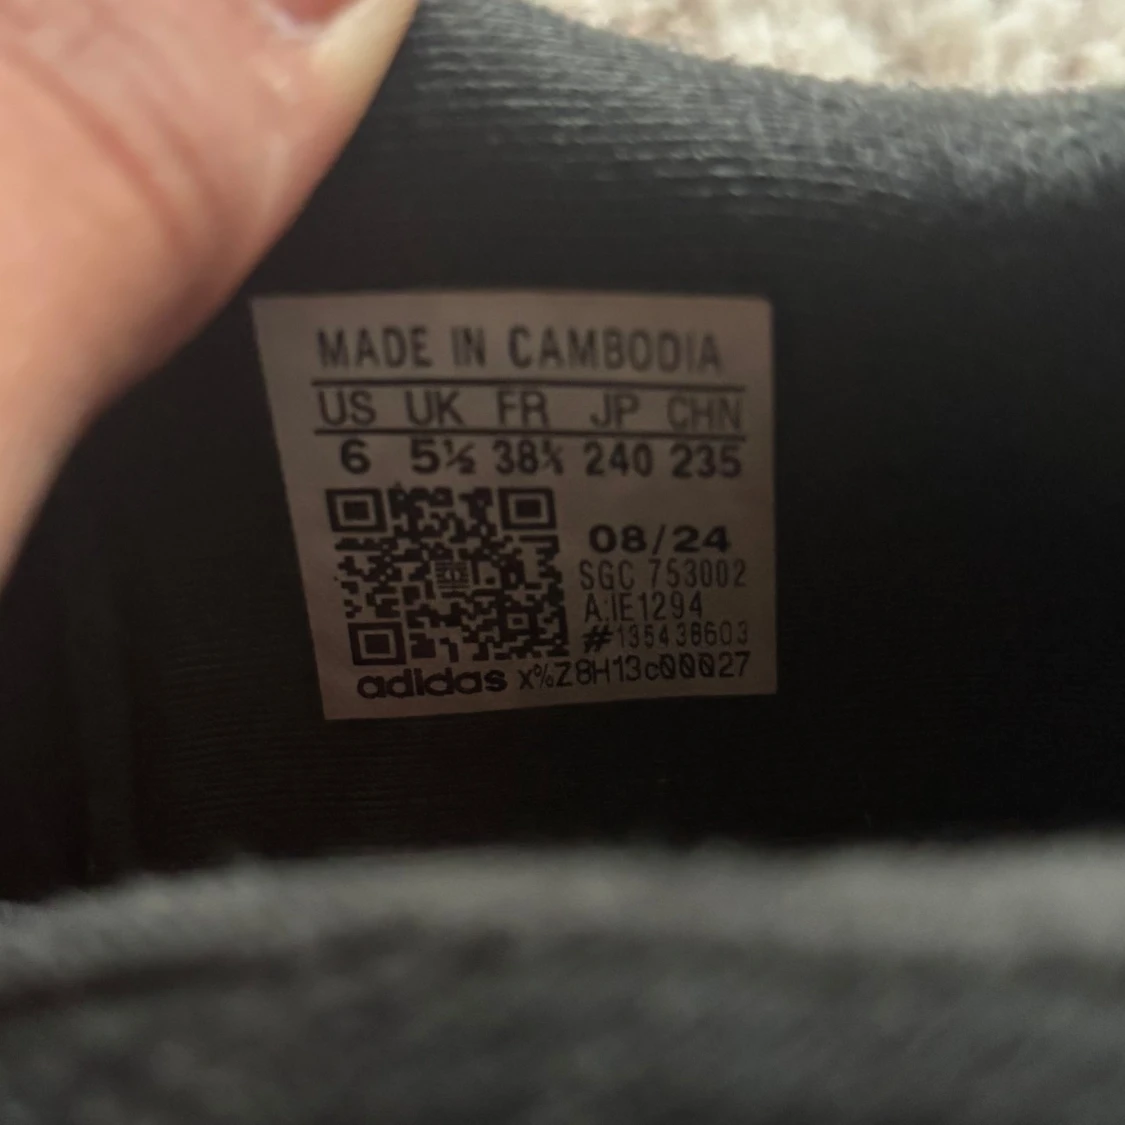 MADE IN CAMBODIA
US UK FR JP CHN
6 5½ 38⅔ 240 235
08/24
SGC 753002
A:IE1294
#135438603
adidas x%Z8H13c00027